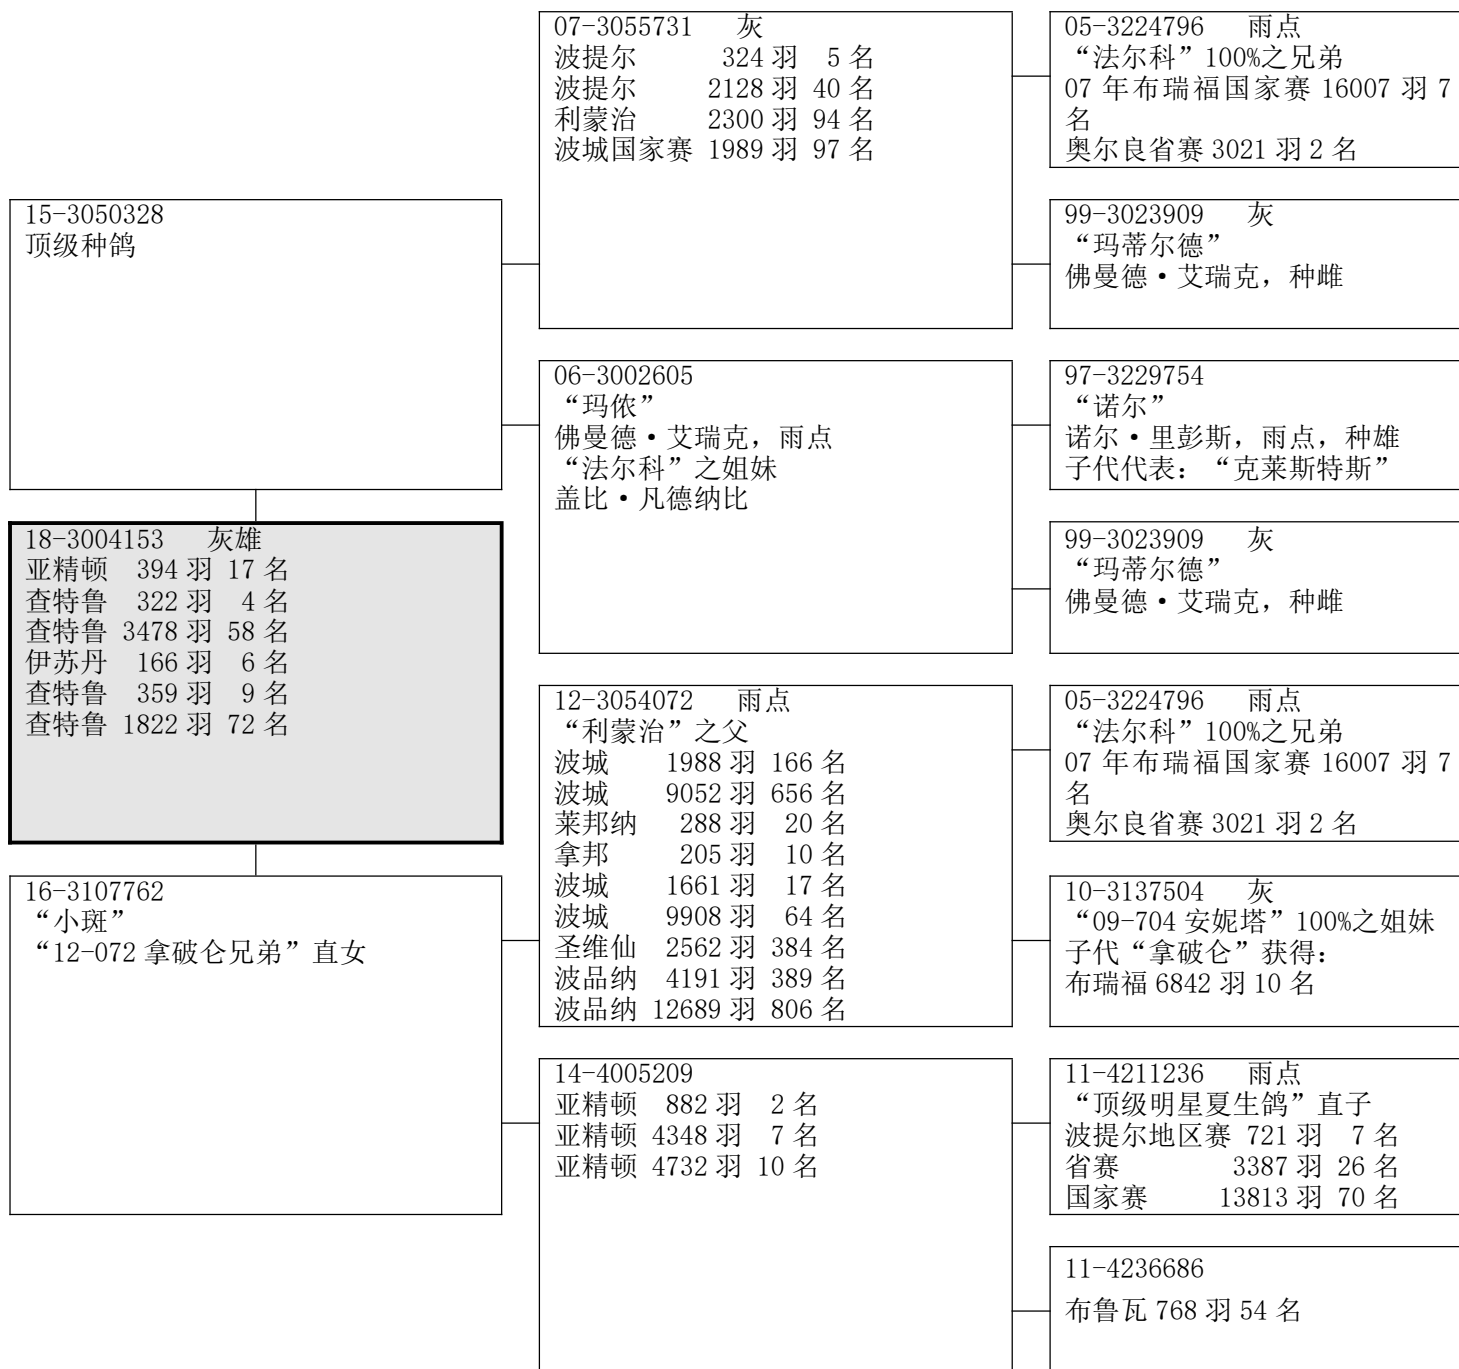 15-3050328
顶级种鸽
18-3004153 灰雄
亚精顿 394 羽 17 名
查特鲁 322 羽 4 名
查特鲁 3478 羽 58 名
伊苏丹 166 羽 6 名
查特鲁 359 羽 9 名
查特鲁 1822 羽 72 名
16-3107762
“小斑”
“12-072 拿破仑兄弟”直女
07-3055731 灰
波提尔 324 羽 5 名
波提尔 2128 羽 40 名
利蒙治 2300 羽 94 名
波城国家赛 1989 羽 97 名
06-3002605
“玛侬”
佛曼德·艾瑞克，雨点
“法尔科”之姐妹
盖比·凡德纳比
12-3054072 雨点
“利蒙治”之父
波城 1988 羽 166 名
波城 9052 羽 656 名
莱邦纳 288 羽 20 名
拿邦 205 羽 10 名
波城 1661 羽 17 名
波城 9908 羽 64 名
圣维仙 2562 羽 384 名
波品纳 4191 羽 389 名
波品纳 12689 羽 806 名
14-4005209
亚精顿 882 羽 2 名
亚精顿 4348 羽 7 名
亚精顿 4732 羽 10 名
05-3224796 雨点
“法尔科”100%之兄弟
07 年布瑞福国家赛 16007 羽 7
名
奥尔良省赛 3021 羽 2 名
99-3023909 灰
“玛蒂尔德”
佛曼德·艾瑞克，种雌
97-3229754
“诺尔”
诺尔·里彭斯，雨点，种雄
子代代表：“克莱斯特斯”
99-3023909 灰
“玛蒂尔德”
佛曼德·艾瑞克，种雌
05-3224796 雨点
“法尔科”100%之兄弟
07 年布瑞福国家赛 16007 羽 7
名
奥尔良省赛 3021 羽 2 名
10-3137504 灰
“09-704 安妮塔”100%之姐妹
子代“拿破仑”获得：
布瑞福 6842 羽 10 名
11-4211236 雨点
“顶级明星夏生鸽”直子
波提尔地区赛 721 羽 7 名
省赛 3387 羽 26 名
国家赛 13813 羽 70 名
11-4236686
布鲁瓦 768 羽 54 名